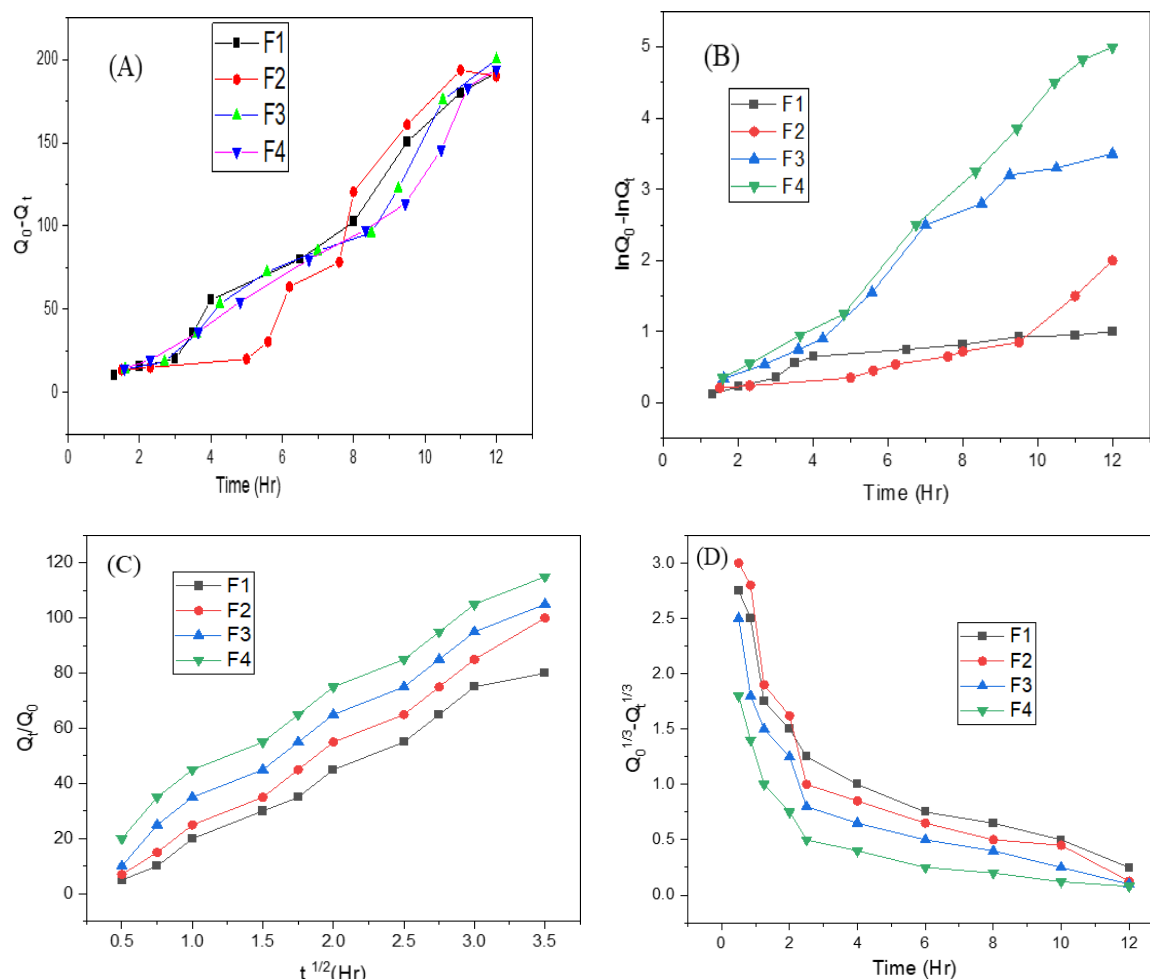 (A)
F1
F2
F3
F4
Q₀-Qₜ
200
150
100
50
0
0 2 4 6 8 10 12
Time (Hr)
(B)
F1
F2
F3
F4
lnQ₀-lnQₜ
5
4
3
2
1
0
0 2 4 6 8 10 12
Time (Hr)
(C)
F1
F2
F3
F4
Qₜ/Q₀
120
100
80
60
40
20
0
0.5 1.0 1.5 2.0 2.5 3.0 3.5
t ¹/²(Hr)
(D)
F1
F2
F3
F4
Q₀¹/³-Qₜ¹/³
3.0
2.5
2.0
1.5
1.0
0.5
0.0
0 2 4 6 8 10 12
Time (Hr)